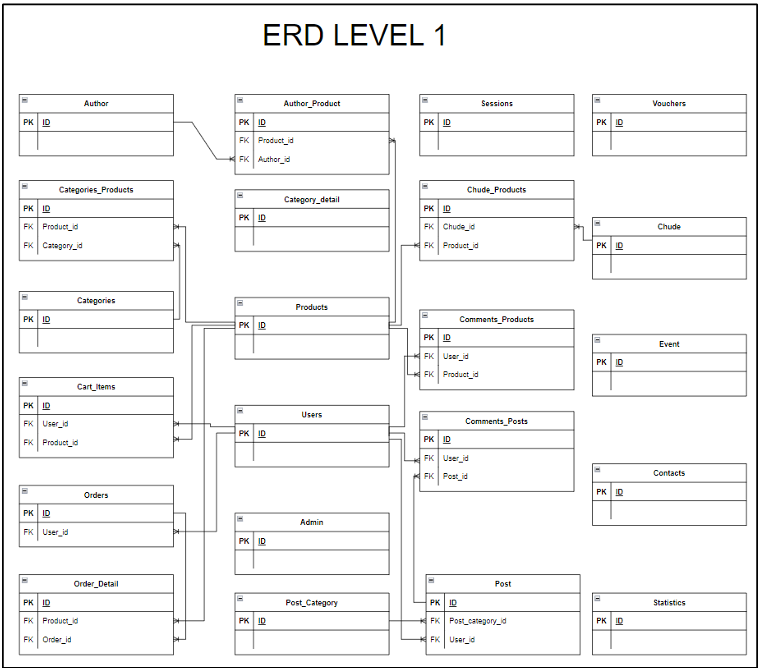 ERD LEVEL 1
Author
PK ID
Author_Product
PK ID
FK Product_id
FK Author_id
Sessions
PK ID
Vouchers
PK ID
Categories_Products
PK ID
FK Product_id
FK Category_id
Category_detail
PK ID
Chude_Products
PK ID
FK Chude_id
FK Product_id
Chude
PK ID
Categories
PK ID
Products
PK ID
Comments_Products
PK ID
FK User_id
FK Product_id
Event
PK ID
Cart_Items
PK ID
FK User_id
FK Product_id
Users
PK ID
Comments_Posts
PK ID
FK User_id
FK Post_id
Contacts
PK ID
Orders
PK ID
FK User_id
Admin
PK ID
Order_Detail
PK ID
FK Product_id
FK Order_id
Post_Category
PK ID
Post
PK ID
FK Post_category_id
FK User_id
Statistics
PK ID